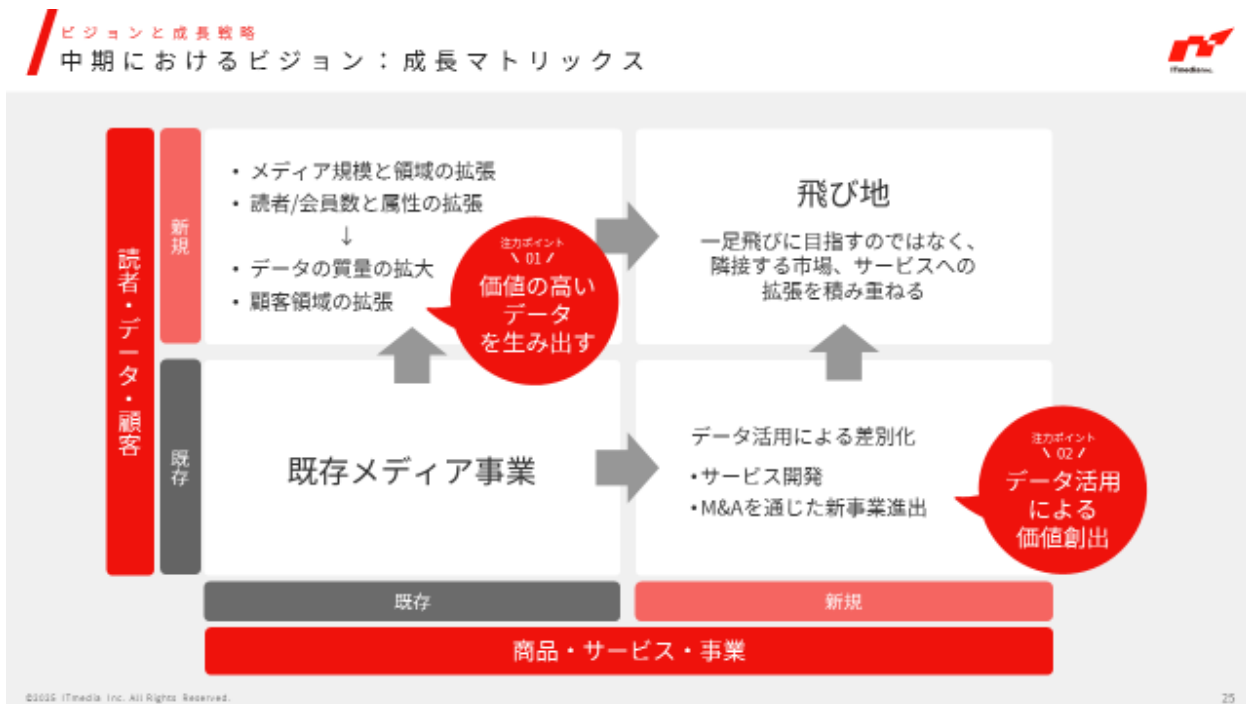 ビジョンと成長戦略
中期におけるビジョン：成長マトリックス
ITmedia Inc.
読者・データ・顧客
新規
・メディア規模と領域の拡張
・読者/会員数と属性の拡張
↓
・データの質量の拡大
・顧客領域の拡張
注力ポイント
\ 01 /
価値の高い
データ
を生み出す
飛び地
一足飛びに目指すのではなく、
隣接する市場、サービスへの
拡張を積み重ねる
既存
既存メディア事業
データ活用による差別化
・サービス開発
・M&Aを通じた新事業進出
注力ポイント
\ 02 /
データ活用
による
価値創出
既存
新規
商品・サービス・事業
©2025 ITmedia Inc. All Rights Reserved.
25